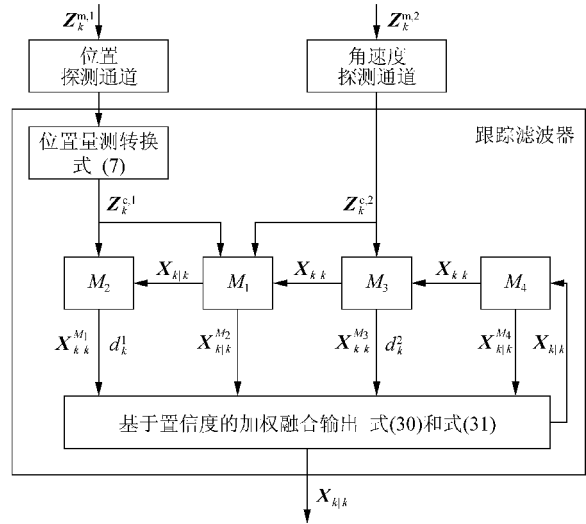 Z_k^{m,1}
Z_k^{m,2}
位置
探测通道
角速度
探测通道
跟踪滤波器
位置量测转换
式 (7)
Z_k^{c,1}
Z_k^{c,2}
M_2
X_{k|k}
M_1
X_{k k}
M_3
X_{k k}
M_4
X_{k k}^{M_1}
d_k^1
X_{k|k}^{M_2}
X_{k k}^{M_3}
d_k^2
X_{k|k}^{M_4}
X_{k|k}
基于置信度的加权融合输出 式(30)和式(31)
X_{k|k}